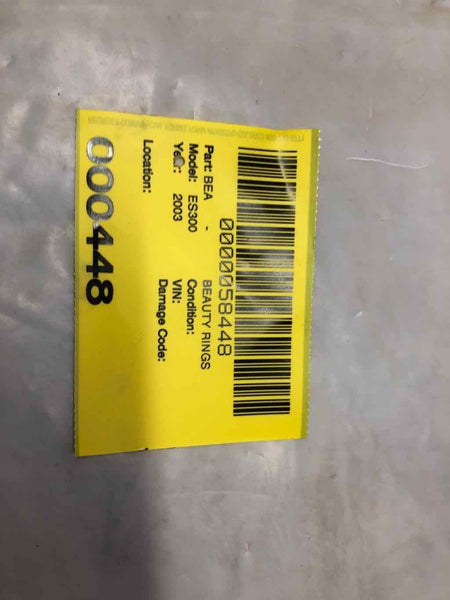 0000058448
Part: BEA - BEAUTY RINGS
Model: ES300 Condition:
Year: 2003 VIN:
Location: Damage Code:
000448